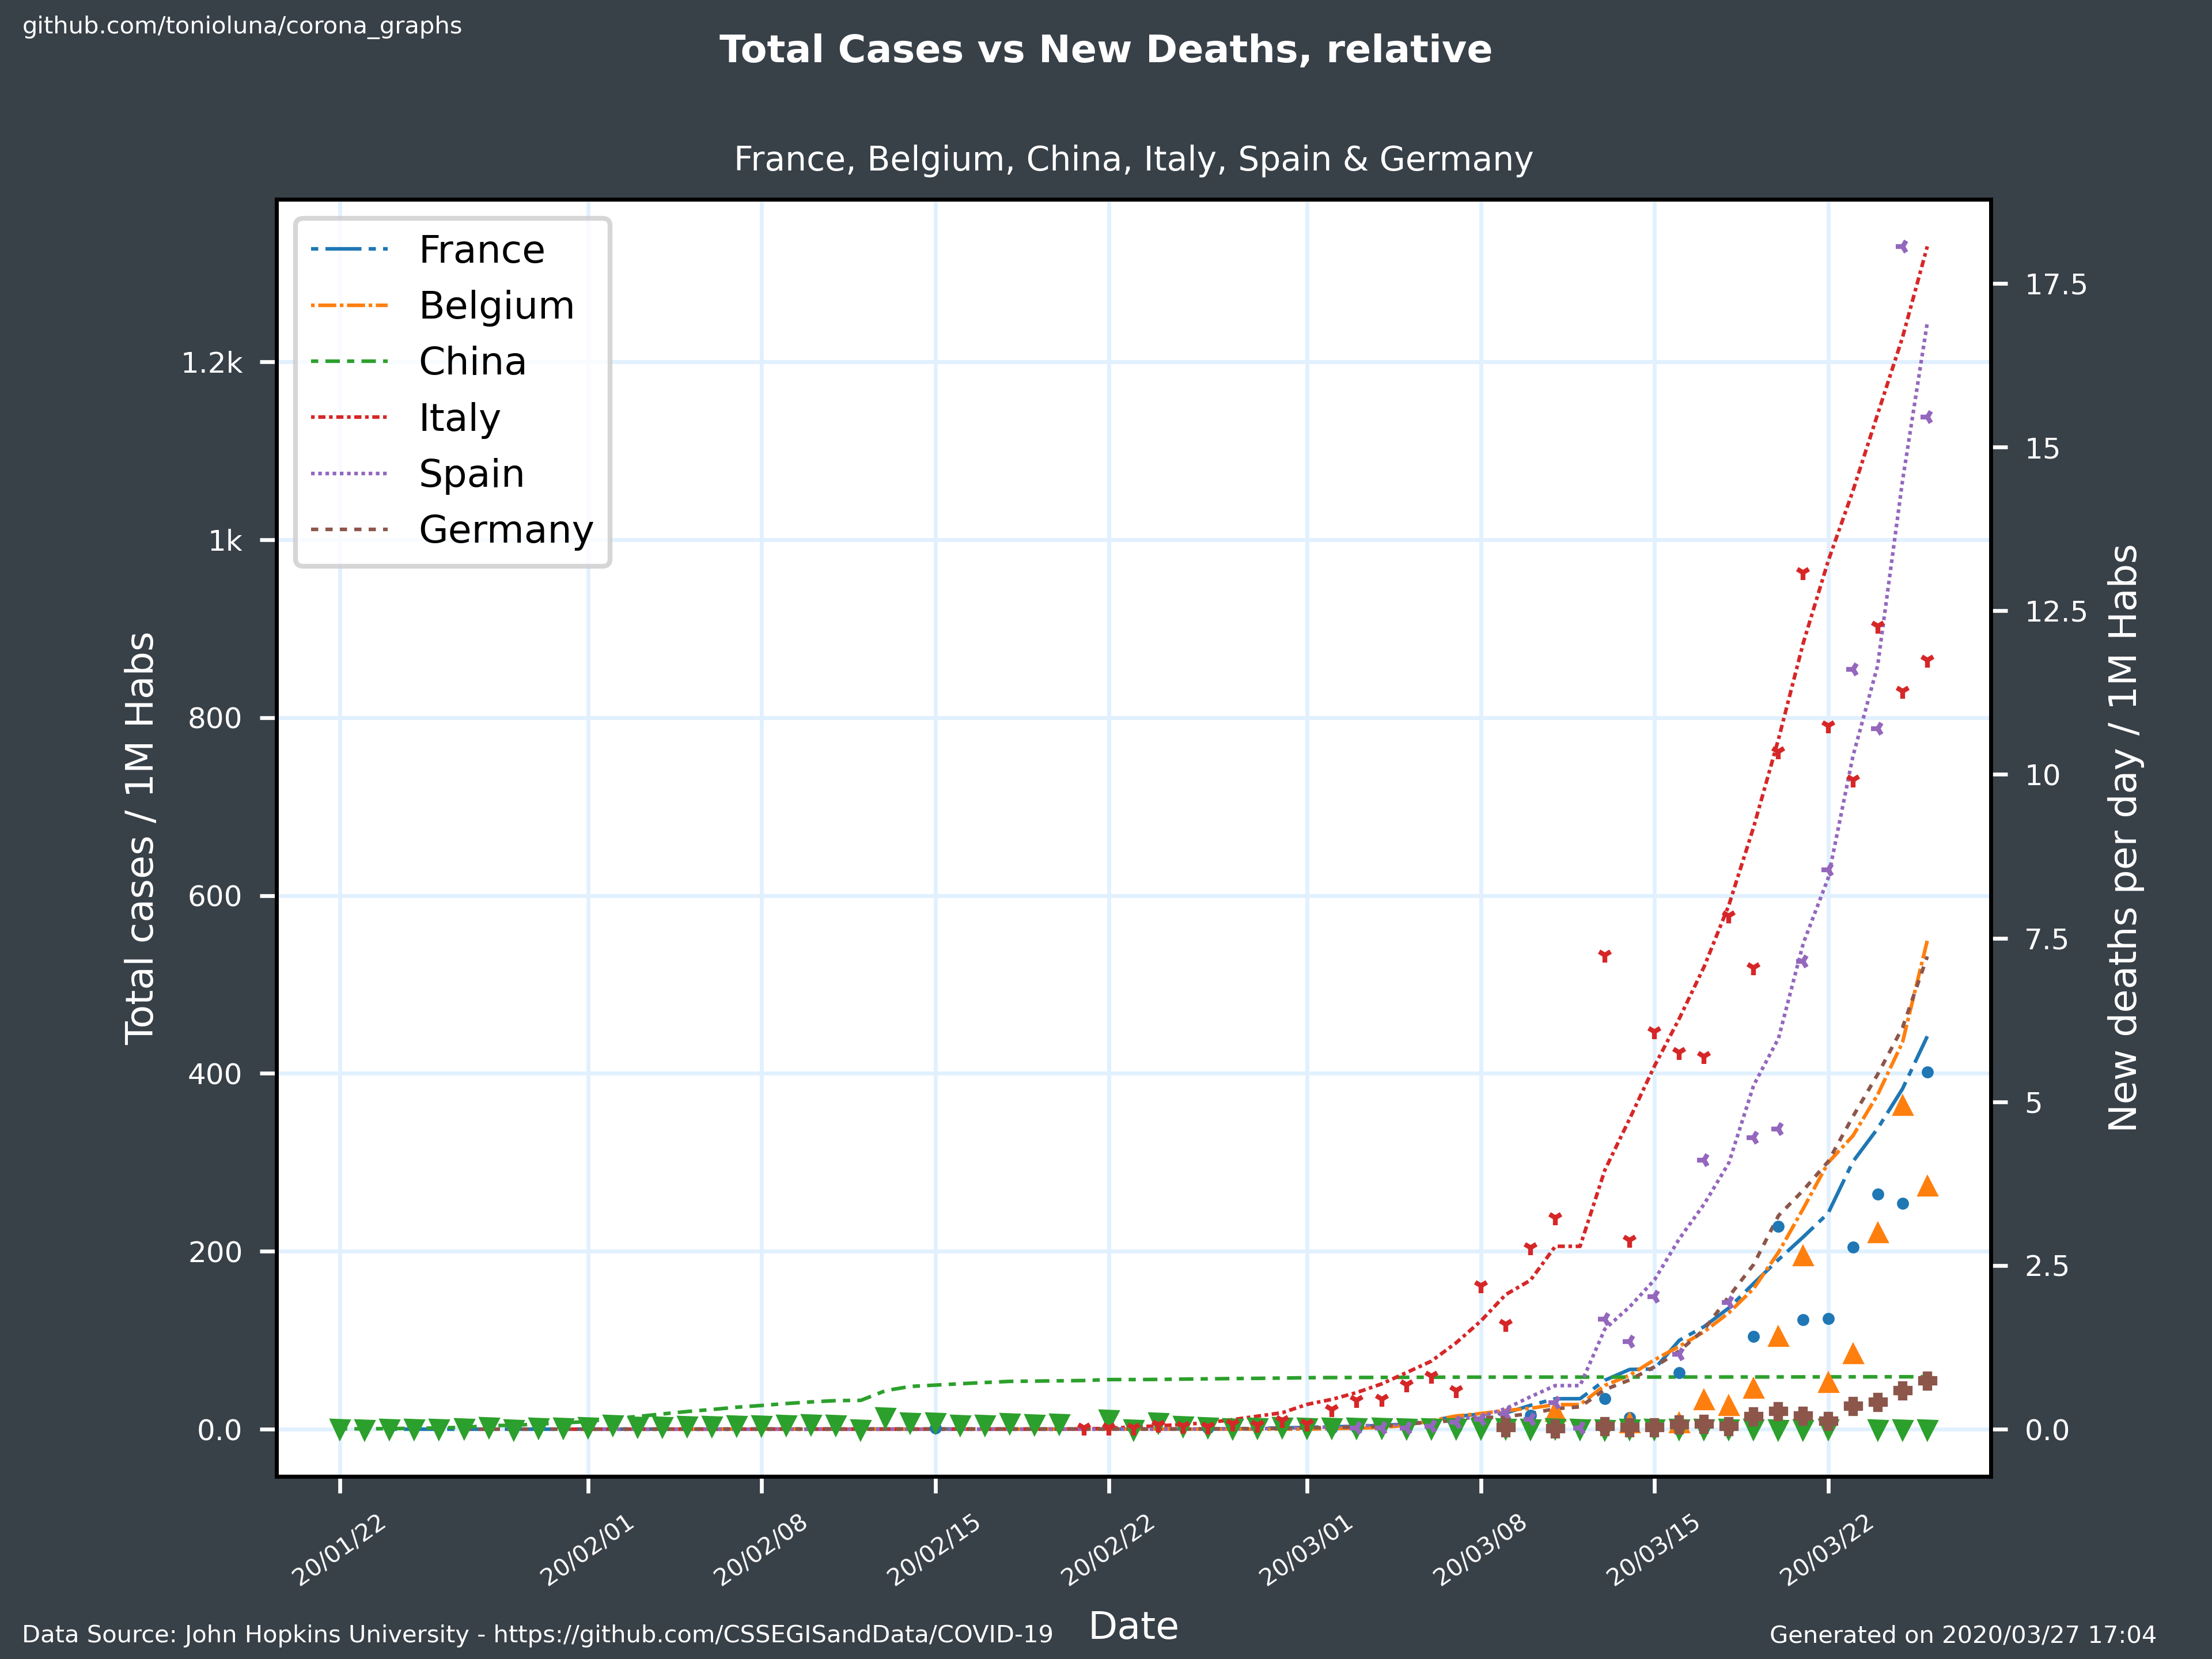 github.com/tonioluna/corona_graphs
Total Cases vs New Deaths, relative
France, Belgium, China, Italy, Spain & Germany
France
Belgium
China
Italy
Spain
Germany
Total cases / 1M Habs
1.2k
1k
800
600
400
200
0.0
17.5
15
12.5
10
7.5
5
2.5
0.0
New deaths per day / 1M Habs
20/01/22
20/02/01
20/02/08
20/02/15
20/02/22
20/03/01
20/03/08
20/03/15
20/03/22
Date
Data Source: John Hopkins University - https://github.com/CSSEGISandData/COVID-19
Generated on 2020/03/27 17:04